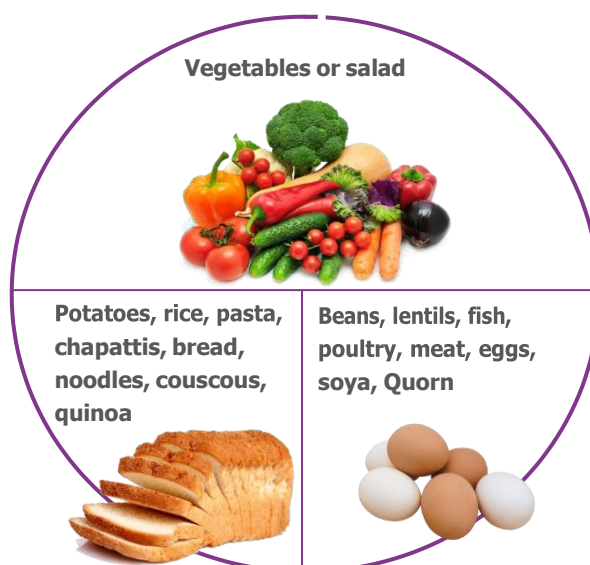 Vegetables or salad
Potatoes, rice, pasta,
chapattis, bread,
noodles, couscous,
quinoa
Beans, lentils, fish,
poultry, meat, eggs,
soya, Quorn